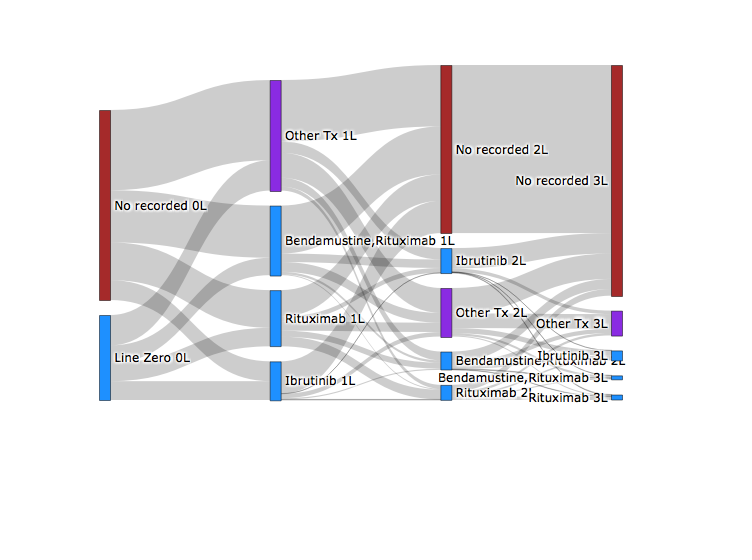 Other Tx 1L
No recorded 2L
No recorded 3L
No recorded 0L
Bendamustine,Rituximab 1L
Ibrutinib 2L
Other Tx 2L
Rituximab 1L
Other Tx 3L
Line Zero 0L
Ibrutinib 3L
Bendamustine,Rituximab 2L
Ibrutinib 1L
Bendamustine,Rituximab 3L
Rituximab 2
Rituximab 3L